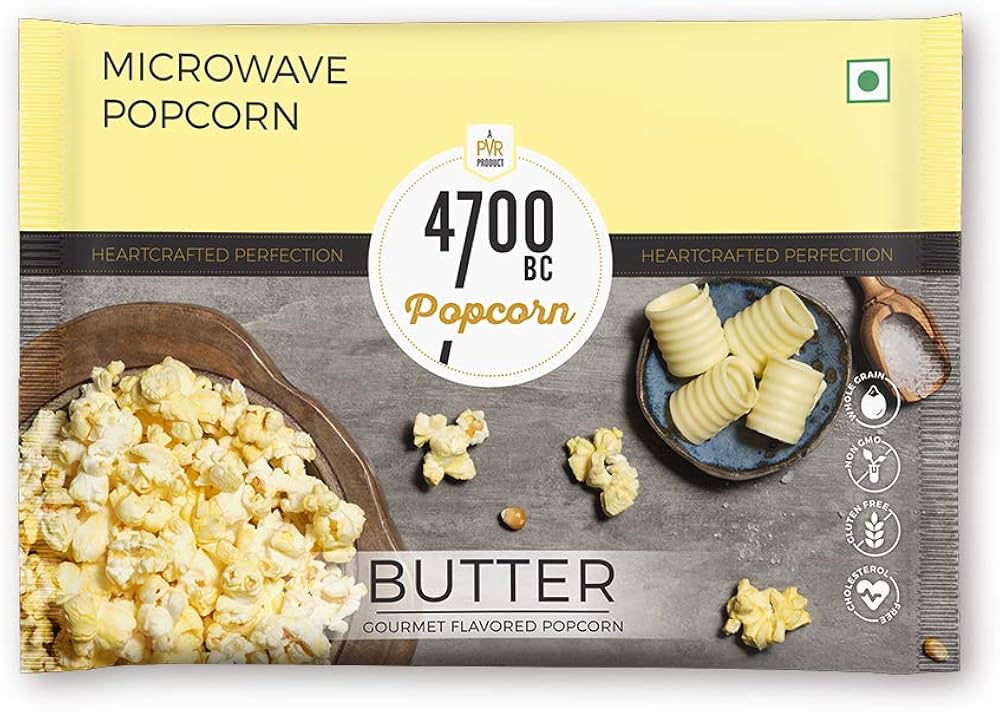 MICROWAVE
POPCORN
A
PVR
PRODUCT
4700
BC
Popcorn
HEARTCRAFTED PERFECTION
HEARTCRAFTED PERFECTION
WHOLE GRAIN
NON GMO
GLUTEN FREE
CHOLESTEROL FREE
BUTTER
GOURMET FLAVORED POPCORN